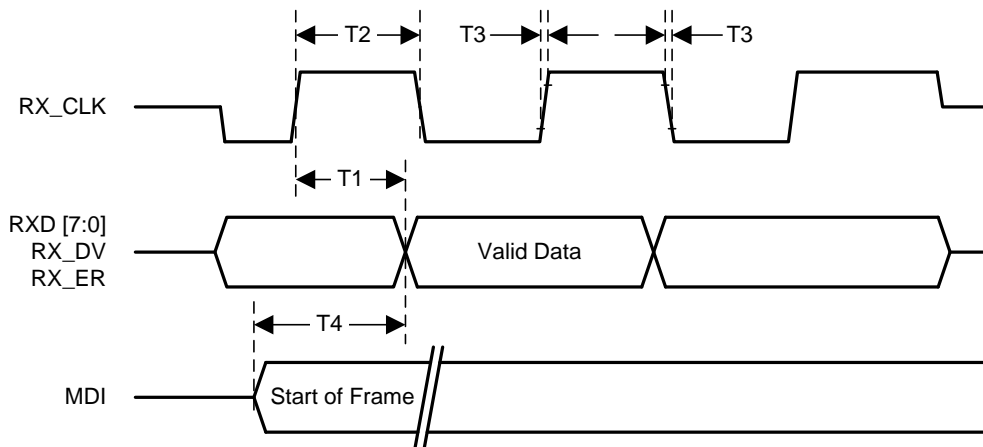 T2
T3
T3
RX_CLK
T1
RXD [7:0]
RX_DV
RX_ER
Valid Data
T4
MDI
Start of Frame